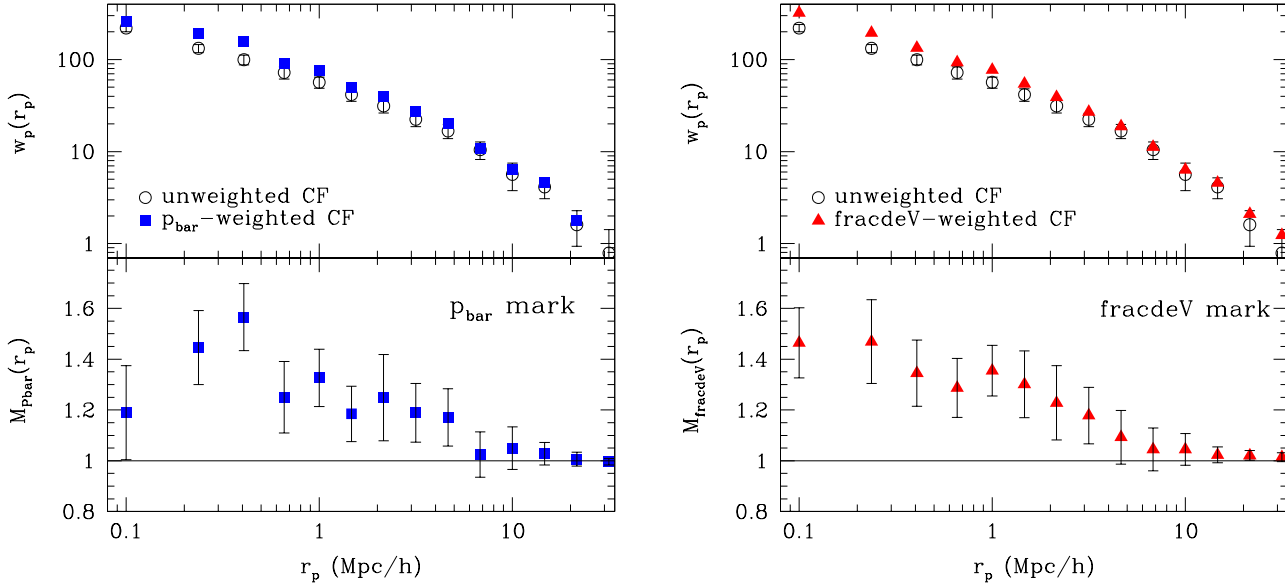 100
10
1
w_p(r_p)
unweighted CF
p_bar-weighted CF
1.6
1.4
1.2
1
0.8
M_Pbar(r_p)
p_bar mark
0.1 1 10
r_p (Mpc/h)
100
10
1
w_p(r_p)
unweighted CF
fracdeV-weighted CF
1.6
1.4
1.2
1
0.8
M_fracdeV(r_p)
fracdeV mark
0.1 1 10
r_p (Mpc/h)